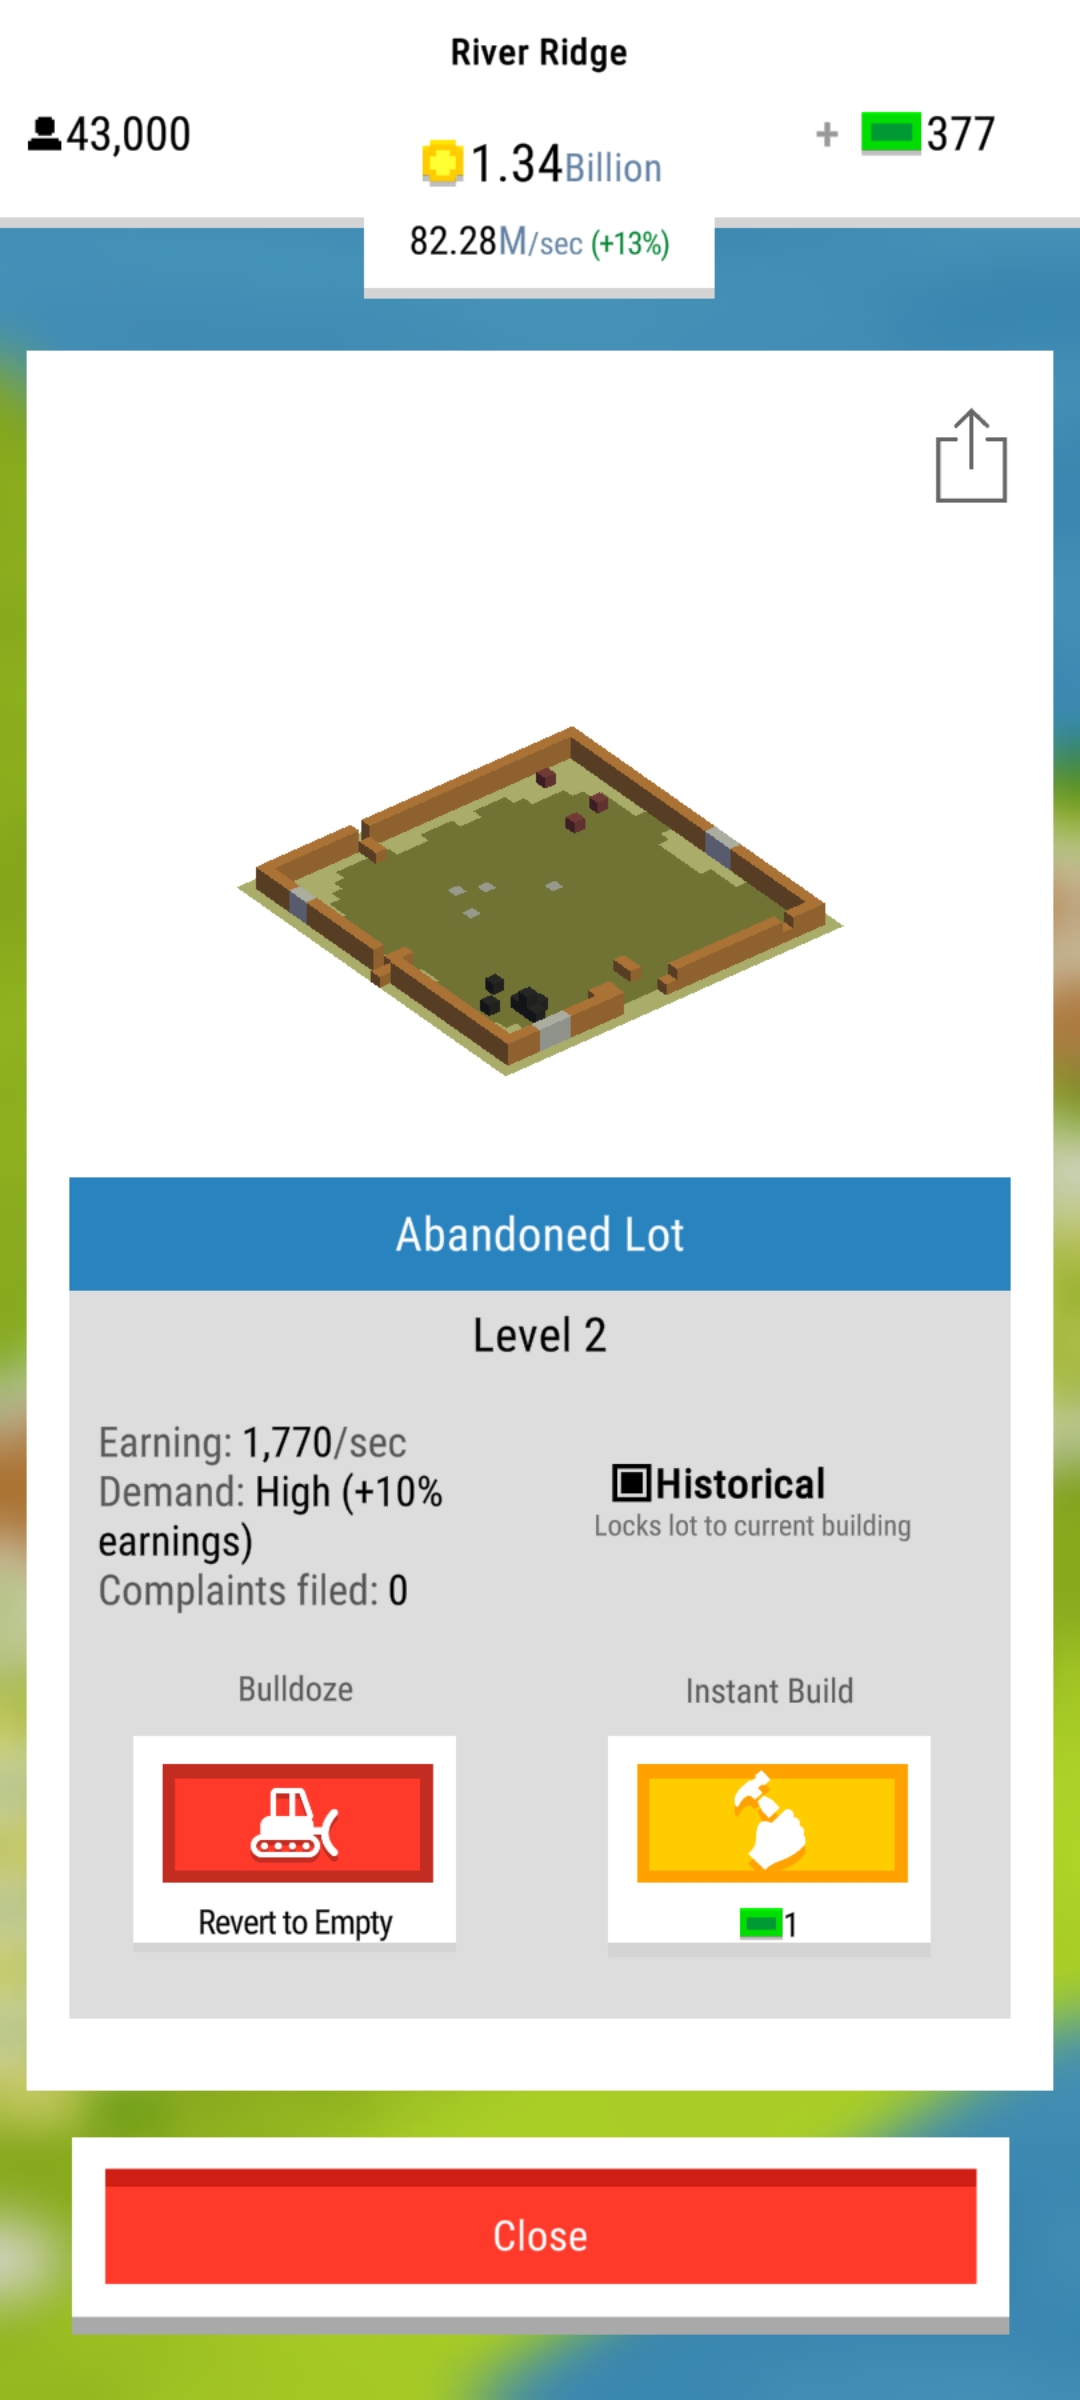 River Ridge
43,000
1.34Billion
+ 377
82.28M/sec (+13%)
Abandoned Lot
Level 2
Earning: 1,770/sec
Demand: High (+10%
earnings)
Complaints filed: 0
Historical
Locks lot to current building
Bulldoze
Instant Build
Revert to Empty
1
Close